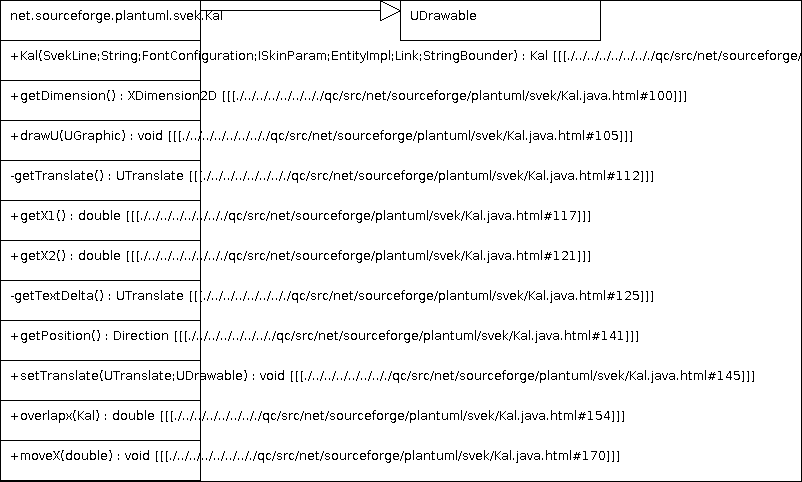 net.sourceforge.plantuml.svek.Kal
UDrawable
+Kal(SvekLine;String;FontConfiguration;ISkinParam;EntityImpl;Link;StringBounder) : Kal [[[./../../../../../../../qc/src/net/sourceforge/
+getDimension() : XDimension2D [[[./../../../../../../../qc/src/net/sourceforge/plantuml/svek/Kal.java.html#100]]]
+drawU(UGraphic) : void [[[./../../../../../../../qc/src/net/sourceforge/plantuml/svek/Kal.java.html#105]]]
-getTranslate() : UTranslate [[[./../../../../../../../qc/src/net/sourceforge/plantuml/svek/Kal.java.html#112]]]
+getX1() : double [[[./../../../../../../../qc/src/net/sourceforge/plantuml/svek/Kal.java.html#117]]]
+getX2() : double [[[./../../../../../../../qc/src/net/sourceforge/plantuml/svek/Kal.java.html#121]]]
-getTextDelta() : UTranslate [[[./../../../../../../../qc/src/net/sourceforge/plantuml/svek/Kal.java.html#125]]]
+getPosition() : Direction [[[./../../../../../../../qc/src/net/sourceforge/plantuml/svek/Kal.java.html#141]]]
+setTranslate(UTranslate;UDrawable) : void [[[./../../../../../../../qc/src/net/sourceforge/plantuml/svek/Kal.java.html#145]]]
+overlapx(Kal) : double [[[./../../../../../../../qc/src/net/sourceforge/plantuml/svek/Kal.java.html#154]]]
+moveX(double) : void [[[./../../../../../../../qc/src/net/sourceforge/plantuml/svek/Kal.java.html#170]]]